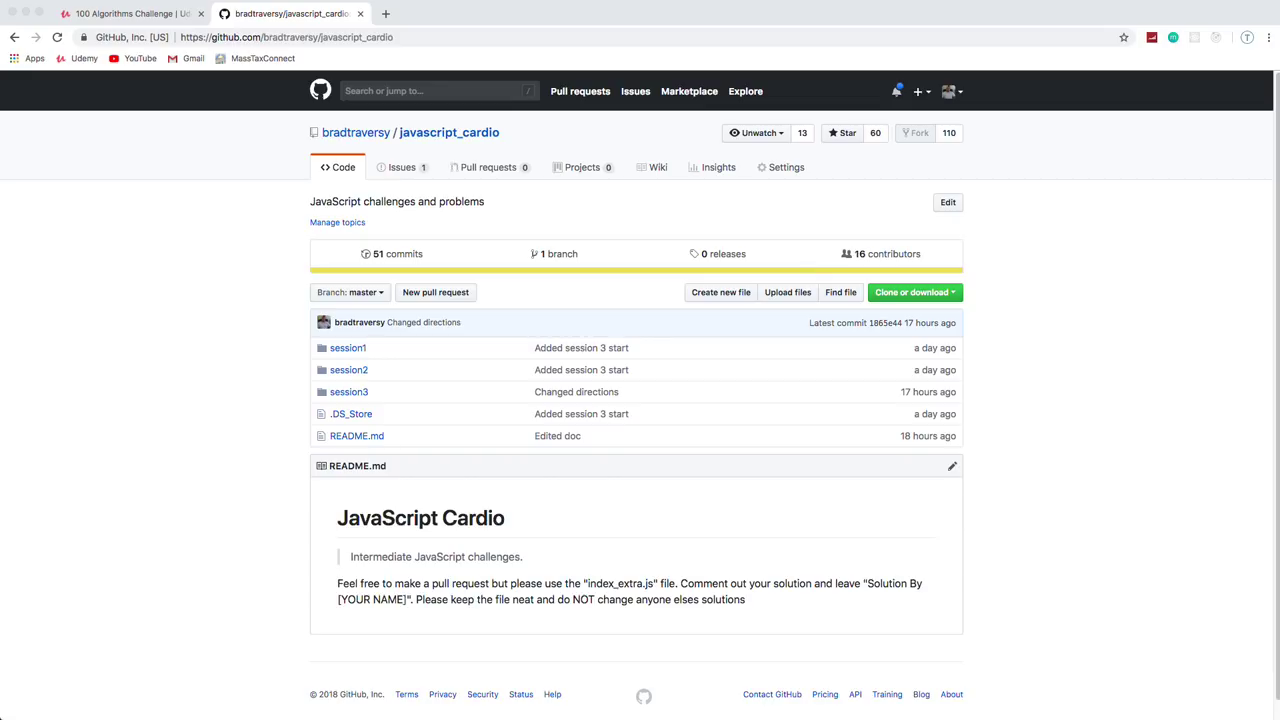 100 Algorithms Challenge | Ud
bradtraversy/javascript_cardio
GitHub, Inc. [US] | https://github.com/bradtraversy/javascript_cardio
Apps Udemy YouTube Gmail MassTaxConnect
Search or jump to... / Pull requests Issues Marketplace Explore
bradtraversy / javascript_cardio Unwatch 13 Star 60 Fork 110
Code Issues 1 Pull requests 0 Projects 0 Wiki Insights Settings
JavaScript challenges and problems Edit
Manage topics
51 commits 1 branch 0 releases 16 contributors
Branch: master New pull request Create new file Upload files Find file Clone or download
bradtraversy Changed directions Latest commit 1865e44 17 hours ago
session1 Added session 3 start a day ago
session2 Added session 3 start a day ago
session3 Changed directions 17 hours ago
.DS_Store Added session 3 start a day ago
README.md Edited doc 18 hours ago
README.md
JavaScript Cardio
Intermediate JavaScript challenges.
Feel free to make a pull request but please use the "index_extra.js" file. Comment out your solution and leave "Solution By
[YOUR NAME]". Please keep the file neat and do NOT change anyone elses solutions
© 2018 GitHub, Inc. Terms Privacy Security Status Help Contact GitHub Pricing API Training Blog About